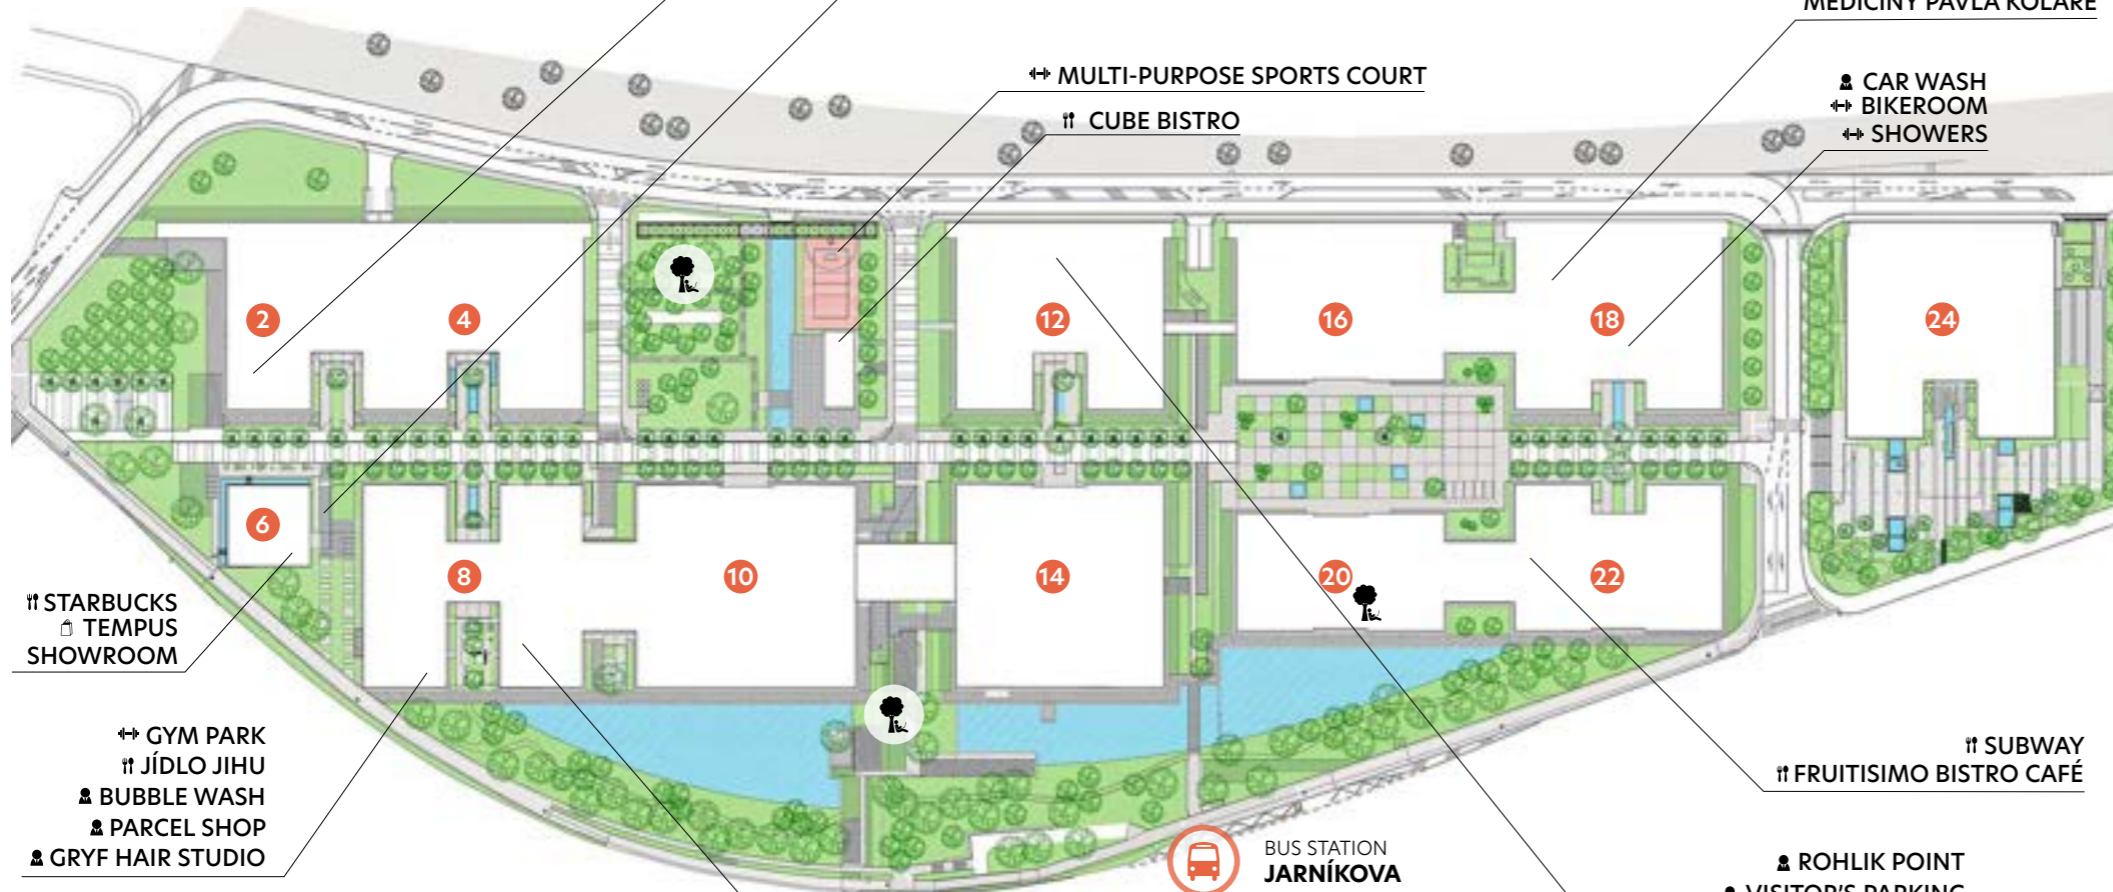 MEDICINY PAVLA KOLÁŘE
MULTI-PURPOSE SPORTS COURT
CUBE BISTRO
CAR WASH
BIKEROOM
SHOWERS
2
4
12
16
18
24
6
8
10
14
20
22
STARBUCKS
TEMPUS
SHOWROOM
GYM PARK
JÍDLO JIHU
BUBBLE WASH
PARCEL SHOP
GRYF HAIR STUDIO
SUBWAY
FRUITISIMO BISTRO CAFÉ
BUS STATION
JARNÍKOVA
ROHLIK POINT
VISITOR'S PARKING